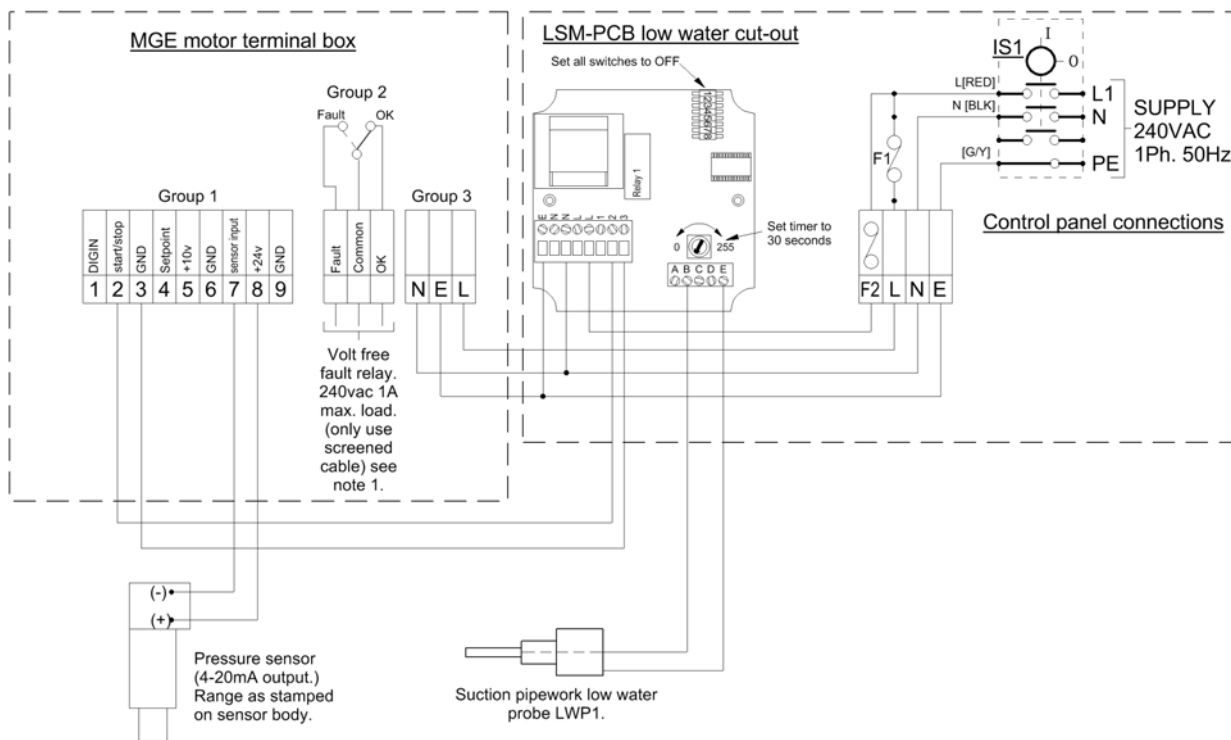 MGE motor terminal box
Group 2
Fault
OK
Group 1
Group 3
DIGIN
start/stop
GND
Setpoint
+10v
GND
sensor input
+24v
GND
1 2 3 4 5 6 7 8 9
Fault
Common
OK
N E L
Volt free
fault relay.
240vac 1A
max. load.
(only use
screened
cable) see
note 1.
(-)
(+)
Pressure sensor
(4-20mA output.)
Range as stamped
on sensor body.
LSM-PCB low water cut-out
Set all switches to OFF
12345678
Relay 1
E N N L L 1 2 3
0
255
Set timer to
30 seconds
A B C D E
Suction pipework low water
probe LWP1.
IS1
I
0
L[RED]
L1
N [BLK]
N
[G/Y]
PE
SUPPLY
240VAC
1Ph. 50Hz
F1
F2 L N E
Control panel connections